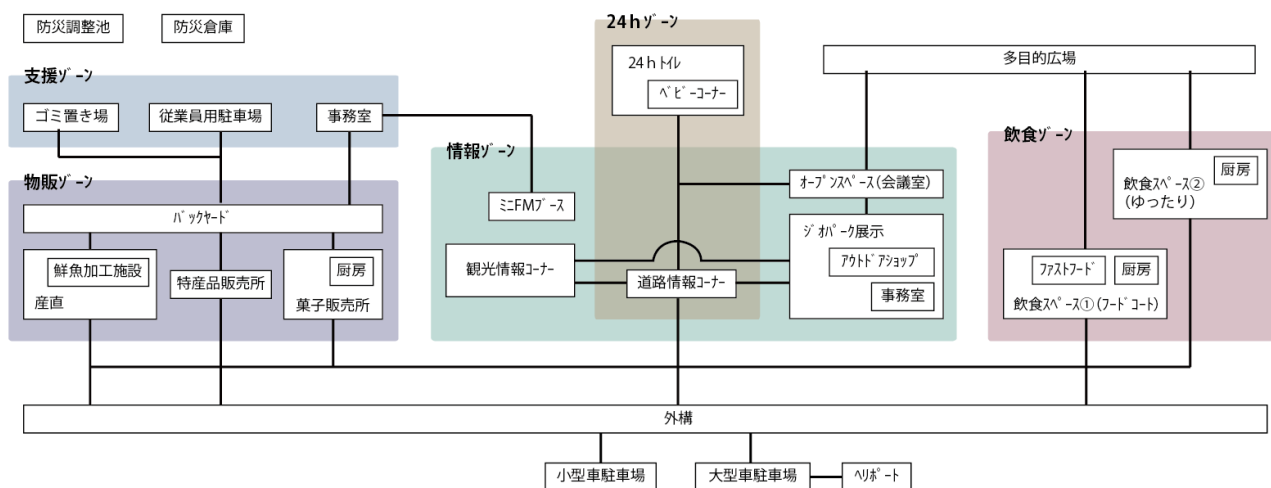 防災調整池
防災倉庫
24hゾーン
24hトイレ
ベビーコーナー
多目的広場
支援ゾーン
ゴミ置き場
従業員用駐車場
事務室
情報ゾーン
飲食ゾーン
厨房
飲食スペース②
(ゆったり)
物販ゾーン
バックヤード
ミニFMブース
オープンスペース(会議室)
ジオパーク展示
アウトドアショップ
事務室
観光情報コーナー
道路情報コーナー
鮮魚加工施設
産直
特産品販売所
厨房
菓子販売所
ファストフード
厨房
飲食スペース①(フードコート)
外構
小型車駐車場
大型車駐車場
ヘリポート